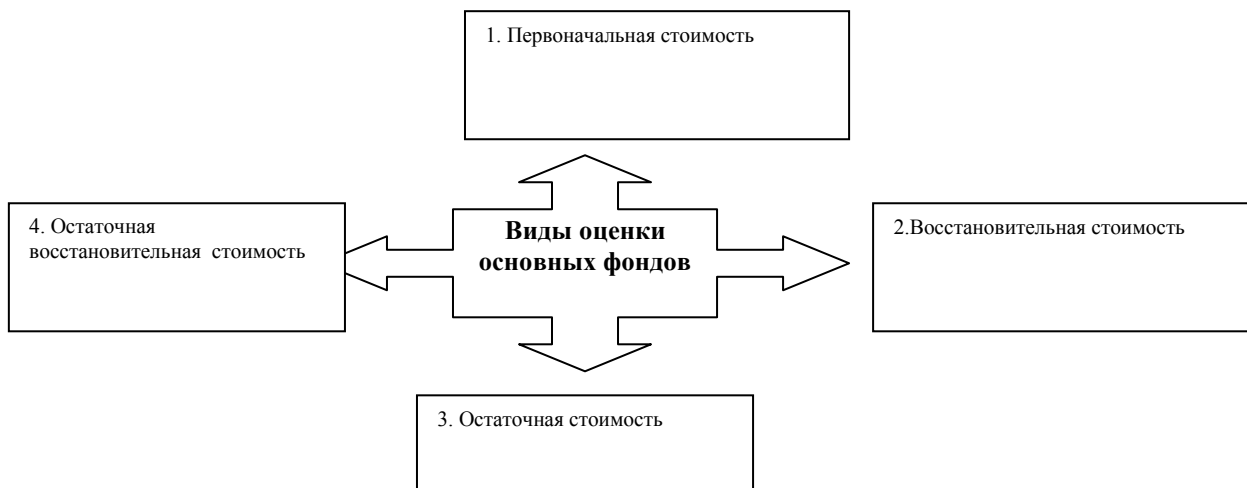 1. Первоначальная стоимость
4. Остаточная
восстановительная стоимость
Виды оценки
основных фондов
2.Восстановительная стоимость
3. Остаточная стоимость